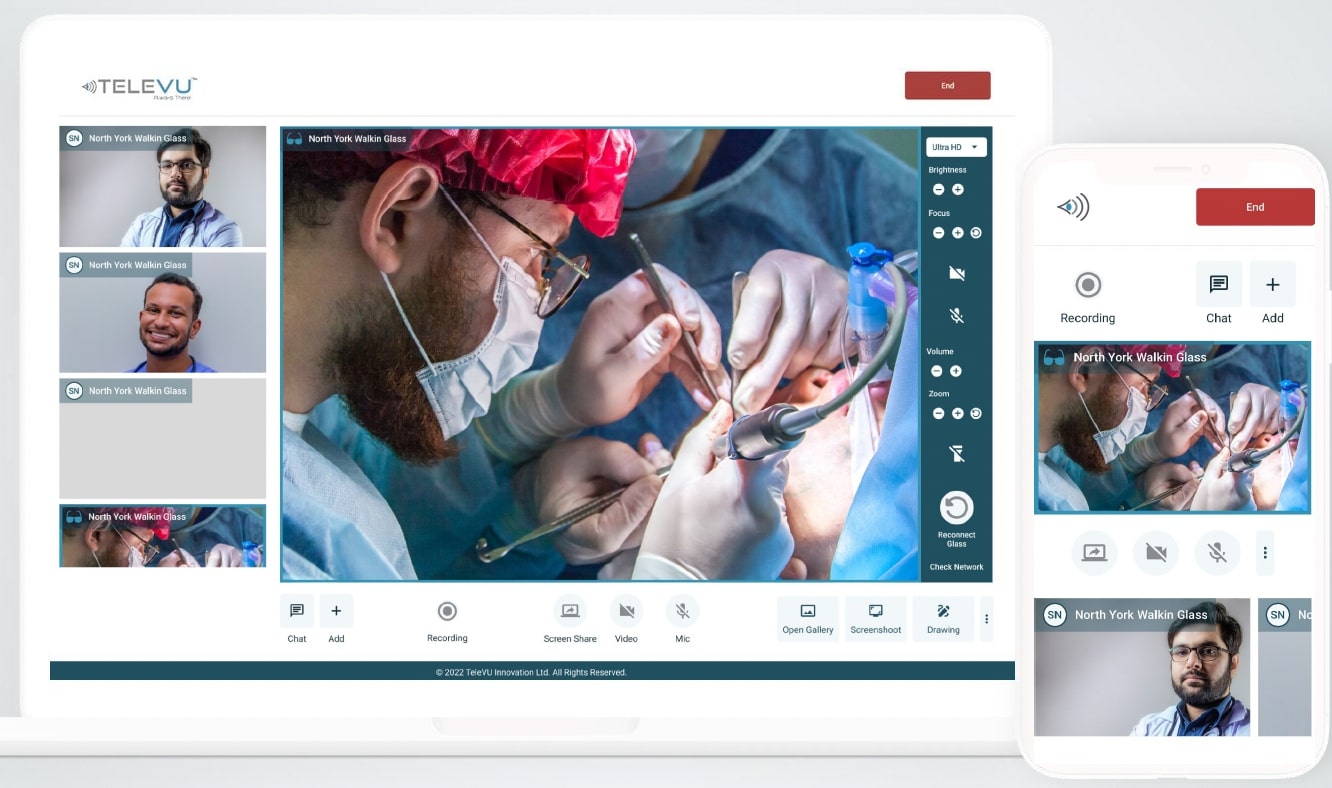 TELEVU™
Always There
End
SN North York Walkin Glass
SN North York Walkin Glass
SN North York Walkin Glass
North York Walkin Glass
North York Walkin Glass
Ultra HD
Brightness
Focus
Volume
Zoom
Reconnect
Glass
Check Network
Chat
Add
Recording
Screen Share
Video
Mic
Open Gallery
Screenshoot
Drawing
© 2022 TeleVU Innovation Ltd. All Rights Reserved.
End
Recording
Chat
Add
North York Walkin Glass
SN North York Walkin Glass
SN No